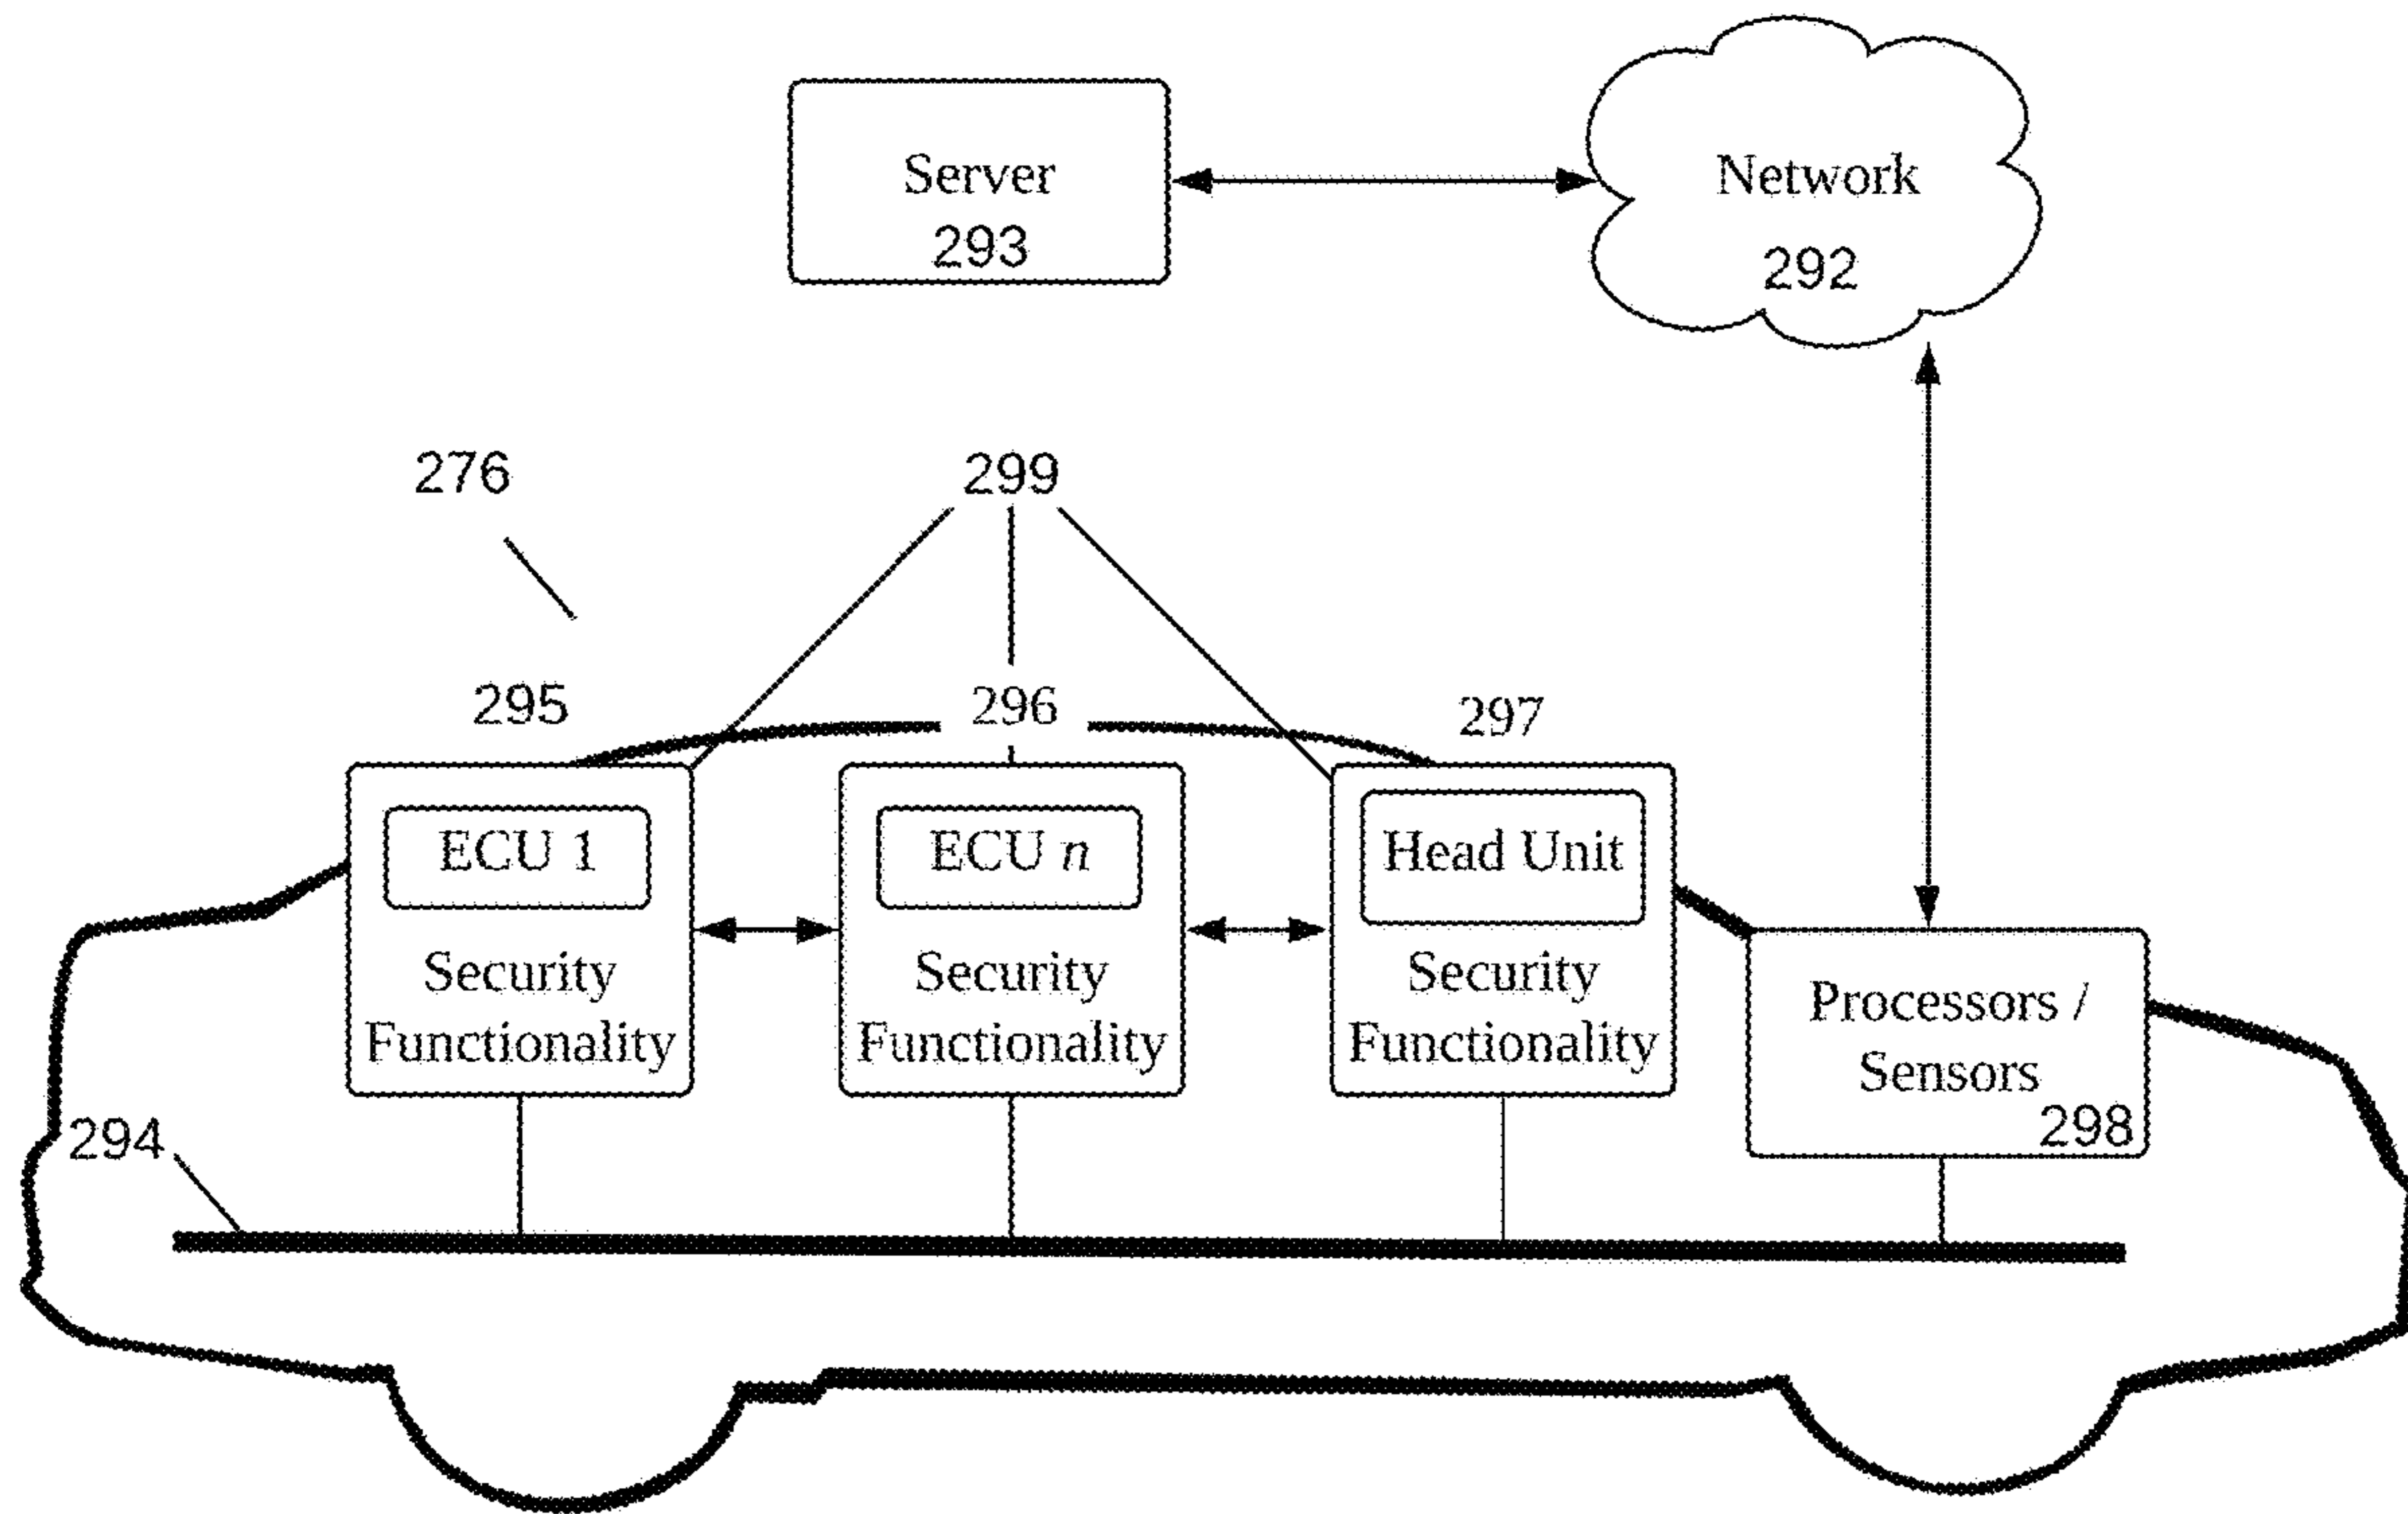 Server
293
Network
292
276
299
295
296
297
ECU 1
Security
Functionality
ECU n
Security
Functionality
Head Unit
Security
Functionality
Processors /
Sensors
298
294